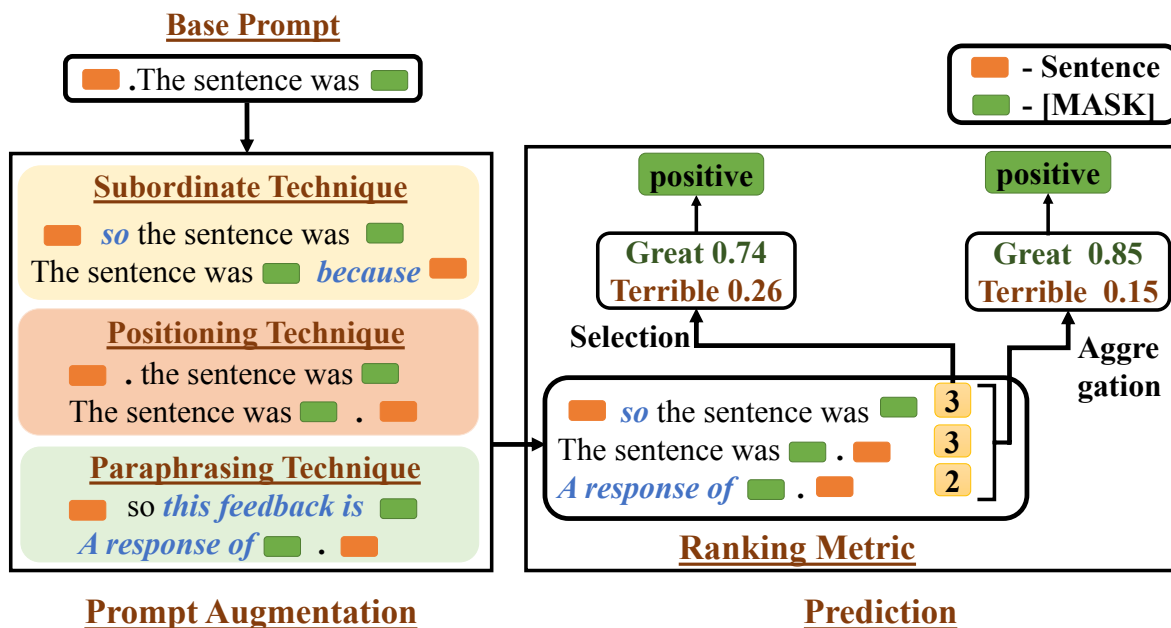 Base Prompt
.The sentence was
- Sentence
- [MASK]
Subordinate Technique
so the sentence was
The sentence was because
Positioning Technique
. the sentence was
The sentence was .
Paraphrasing Technique
so this feedback is
A response of .
Prompt Augmentation
positive
positive
Great 0.74
Terrible 0.26
Great 0.85
Terrible 0.15
Selection
Aggre
gation
so the sentence was 3
The sentence was . 3
A response of . 2
Ranking Metric
Prediction